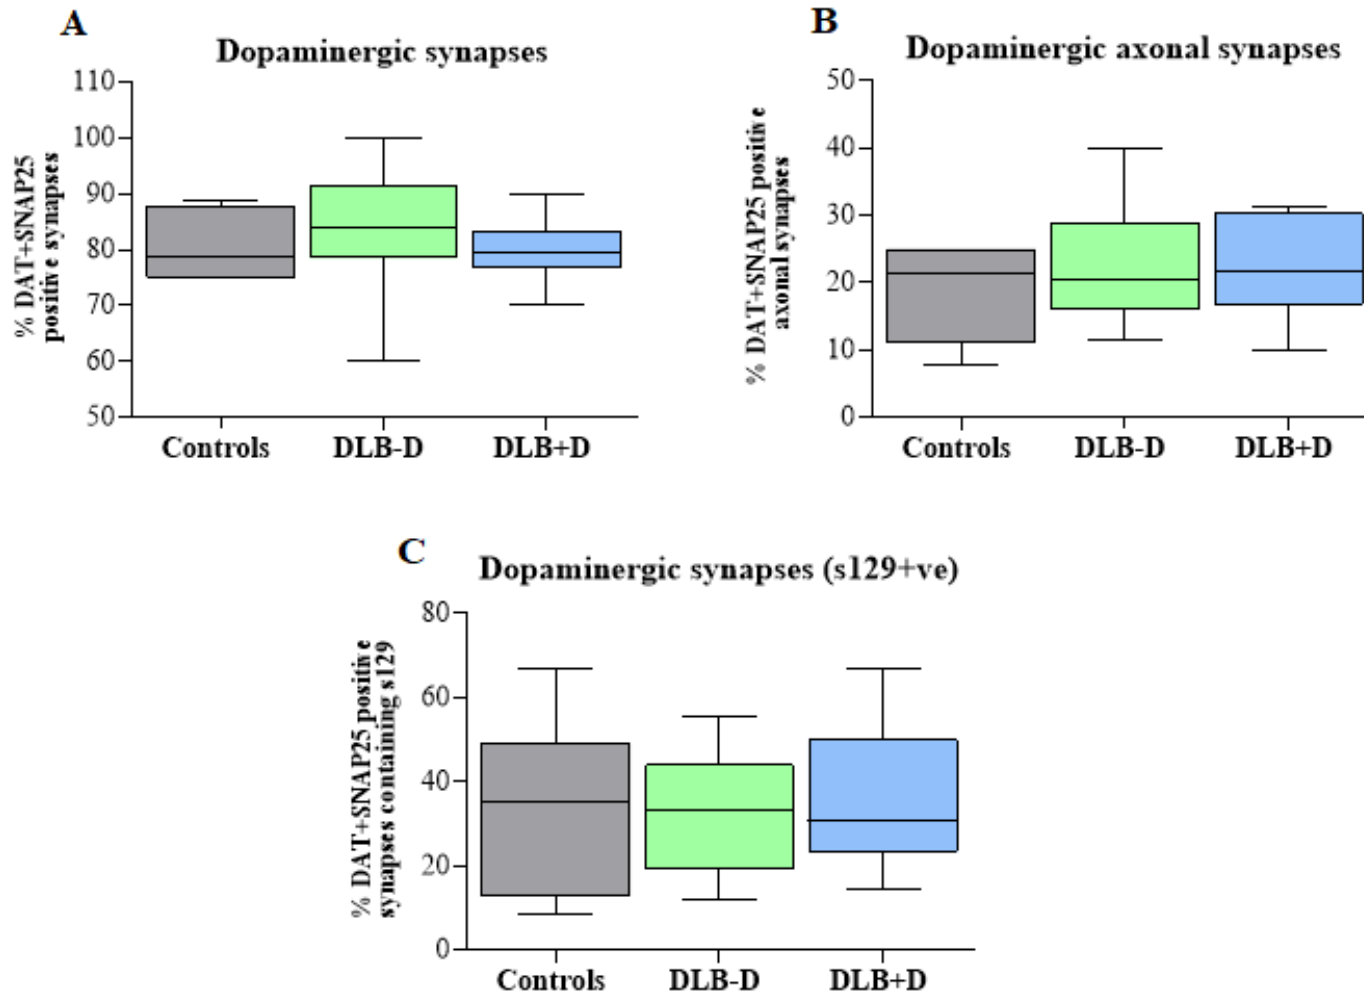 A
Dopaminergic synapses
% DAT+SNAP25
positive synapses
110
100
90
80
70
60
50
Controls
DLB-D
DLB+D
B
Dopaminergic axonal synapses
% DAT+SNAP25 positive
axonal synapses
50
40
30
20
10
0
Controls
DLB-D
DLB+D
C
Dopaminergic synapses (s129+ve)
% DAT+SNAP25 positive
synapses containing s129
80
60
40
20
0
Controls
DLB-D
DLB+D